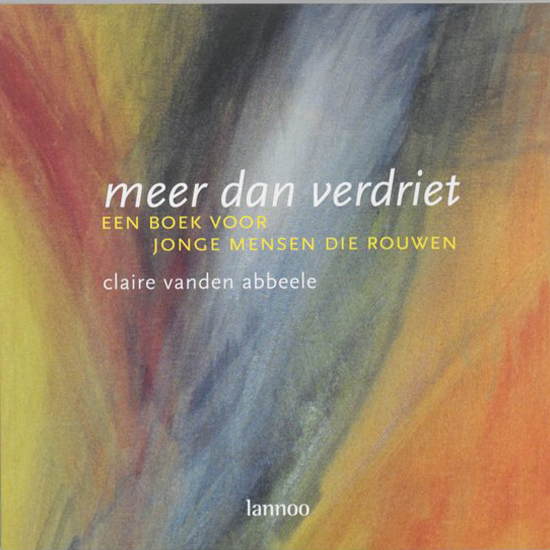 meer dan verdriet
EEN BOEK VOOR
JONGE MENSEN DIE ROUWEN
claire vanden abbeele
lannoo